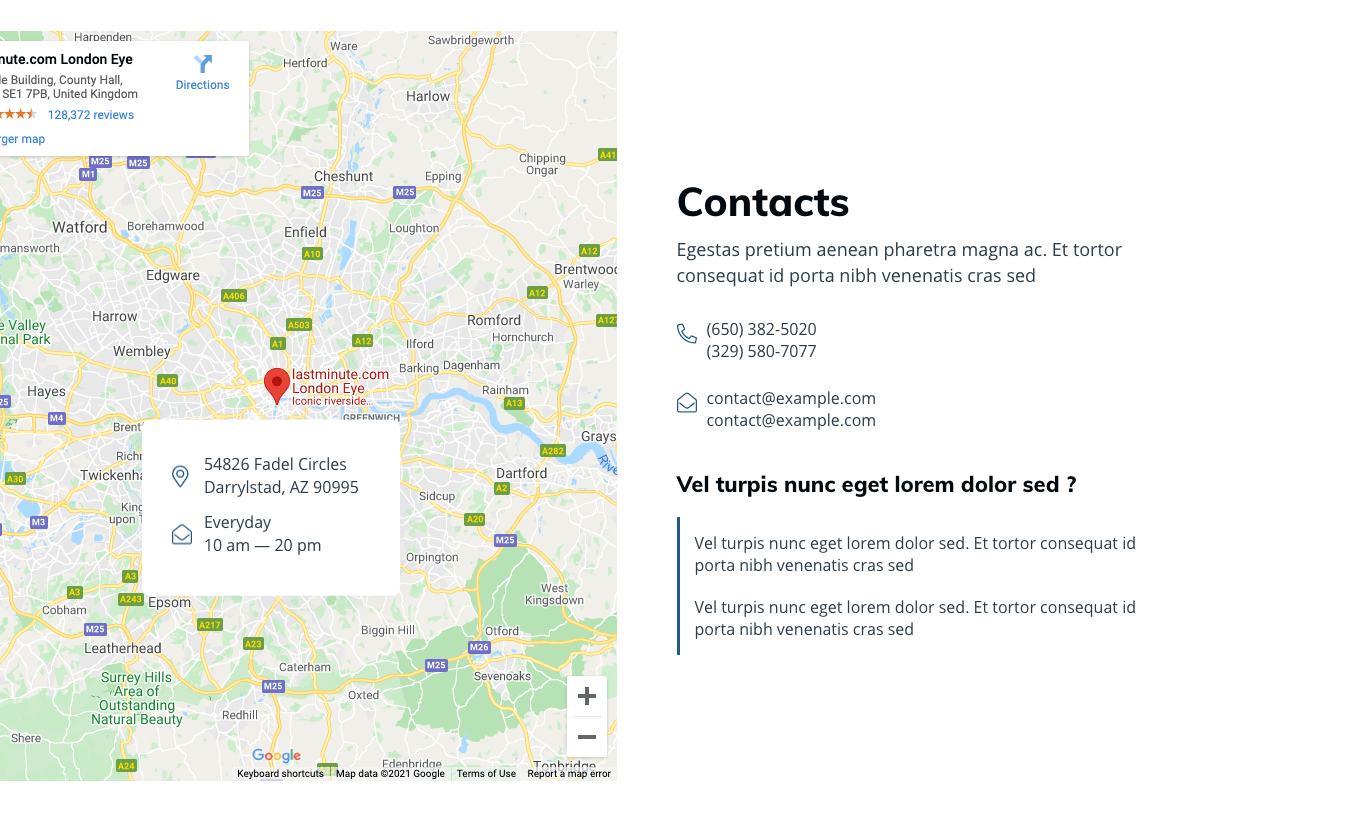 Harpenden
Ware
Sawbridgeworth
Hertford
Harlow
minute.com London Eye
le Building, County Hall,
SE1 7PB, United Kingdom
128,372 reviews
rger map
Directions
Chipping
Ongar
A41
M25
M25
M1
Cheshunt
Epping
M25
M25
Watford
Borehamwood
Enfield
Loughton
mansworth
A10
A12
Edgware
Brentwood
Warley
A406
A12
Harrow
A503
Romford
A127
e Valley
nal Park
Hornchurch
Wembley
A1
A12
Ilford
Barking
Dagenham
A40
lastminute.com
London Eye
Iconic riverside...
Hayes
Rainham
25
A13
M4
GREENWICH
Brent
Grays
A282
Richr
Twickenha
A30
Dartford
A2
Sidcup
King
upon T
M3
A20
M25
Orpington
A3
A3
A243
Epsom
West
Kingsdown
Cobham
A217
M25
Biggin Hill
Otford
Leatherhead
A23
M26
Caterham
M25
Sevenoaks
Surrey Hills
Area of
Outstanding
Natural Beauty
M25
Oxted
Redhill
Shere
Google
A24
Edenbridge
Tonbridge
Keyboard shortcuts
Map data ©2021 Google
Terms of Use
Report a map error
54826 Fadel Circles
Darrylstad, AZ 90995
Everyday
10 am — 20 pm
Contacts
Egestas pretium aenean pharetra magna ac. Et tortor
consequat id porta nibh venenatis cras sed
(650) 382-5020
(329) 580-7077
contact@example.com
contact@example.com
Vel turpis nunc eget lorem dolor sed ?
Vel turpis nunc eget lorem dolor sed. Et tortor consequat id
porta nibh venenatis cras sed
Vel turpis nunc eget lorem dolor sed. Et tortor consequat id
porta nibh venenatis cras sed